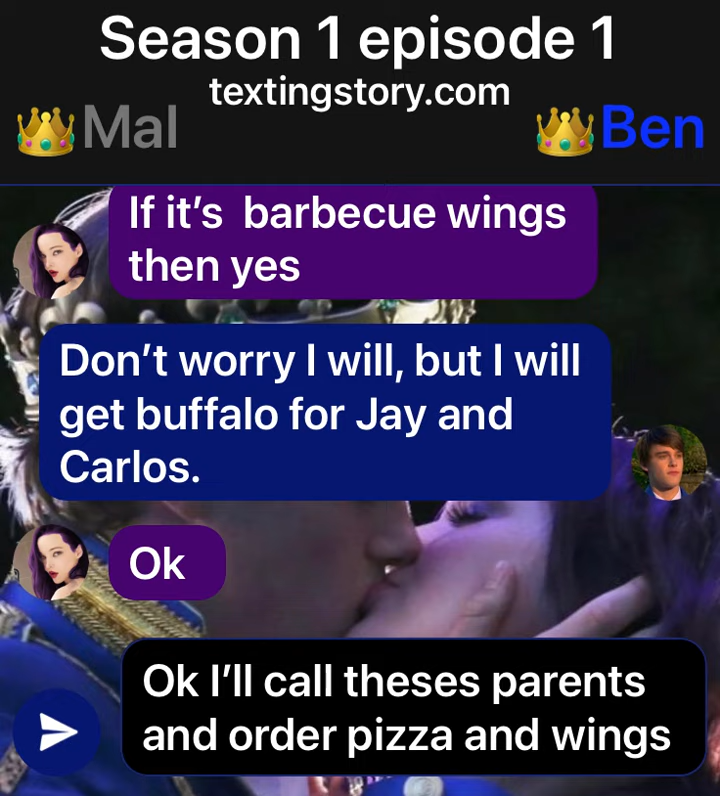 Season 1 episode 1
textingstory.com
👑Mal
👑Ben
If it’s  barbecue wings
then yes
Don’t worry I will, but I will
get buffalo for Jay and
Carlos.
Ok
Ok I’ll call theses parents
and order pizza and wings